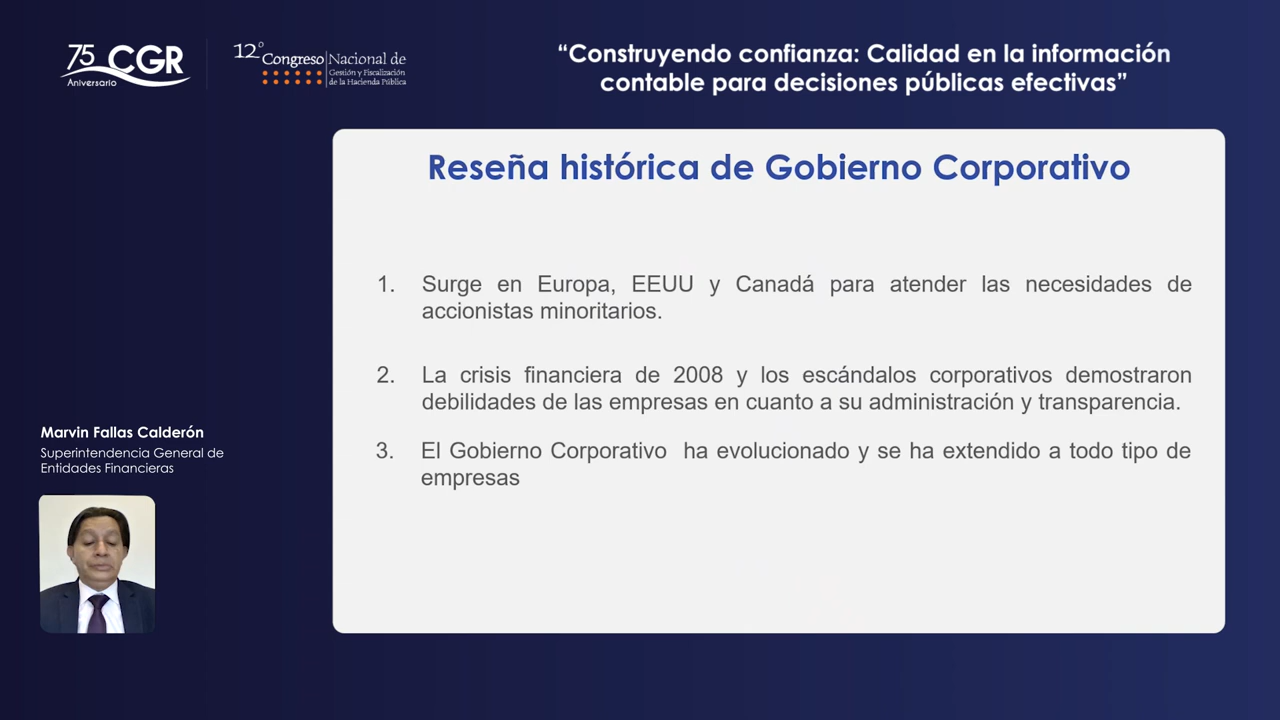 75 CGR
Aniversario
12° Congreso Nacional de
Gestión y Fiscalización
de la Hacienda Pública
“Construyendo confianza: Calidad en la información
contable para decisiones públicas efectivas”
Reseña histórica de Gobierno Corporativo
1. Surge en Europa, EEUU y Canadá para atender las necesidades de
accionistas minoritarios.
2. La crisis financiera de 2008 y los escándalos corporativos demostraron
debilidades de las empresas en cuanto a su administración y transparencia.
3. El Gobierno Corporativo ha evolucionado y se ha extendido a todo tipo de
empresas
Marvin Fallas Calderón
Superintendencia General de
Entidades Financieras